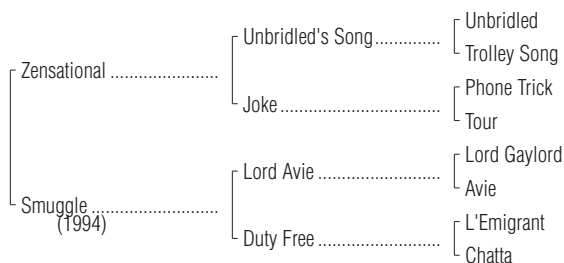 Unbridled
Unbridled's Song..............
Trolley Song
Zensational .......................
Phone Trick
Joke ..................................
Tour
Lord Gaylord
Lord Avie ..........................
Avie
Smuggle ...........................
(1994)
L'Emigrant
Duty Free ..........................
Chatta